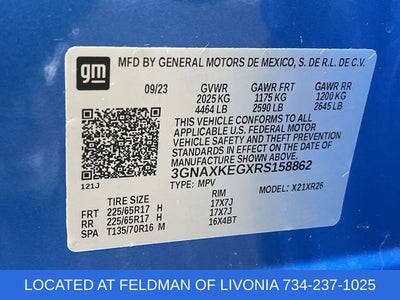 gm
MFD BY GENERAL MOTORS DE MEXICO, S. DE R.L. DE C.V.
09/23 GVWR GAWR FRT GAWR RR
2025 KG 1175 KG 1200 KG
4464 LB 2590 LB 2645 LB
THIS VEHICLE CONFORMS TO ALL
APPLICABLE U.S. FEDERAL MOTOR
VEHICLE SAFETY AND THEFT PREVENTION
STANDARDS IN EFFECT ON THE DATE OF
MANUFACTURE SHOWN ABOVE.
3GNAXKEGXRS158862
TYPE: MPV MODEL: X21XR26
121J
TIRE SIZE RIM
FRT 225/65R17 H 17X7J
RR 225/65R17 H 17X7J
SPA T135/70R16 M 16X4B
LOCATED AT FELDMAN OF LIVONIA 734-237-1025